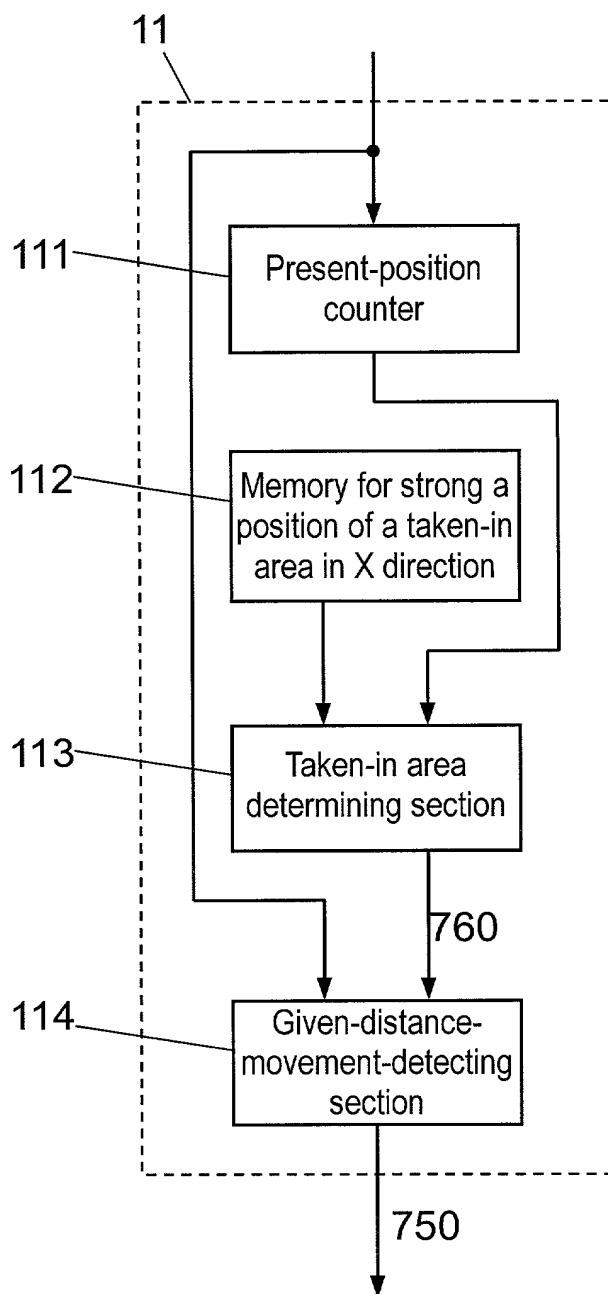 11
111
Present-position
counter
112
Memory for strong a
position of a taken-in
area in X direction
113
Taken-in area
determining section
760
114
Given-distance-
movement-detecting
section
750